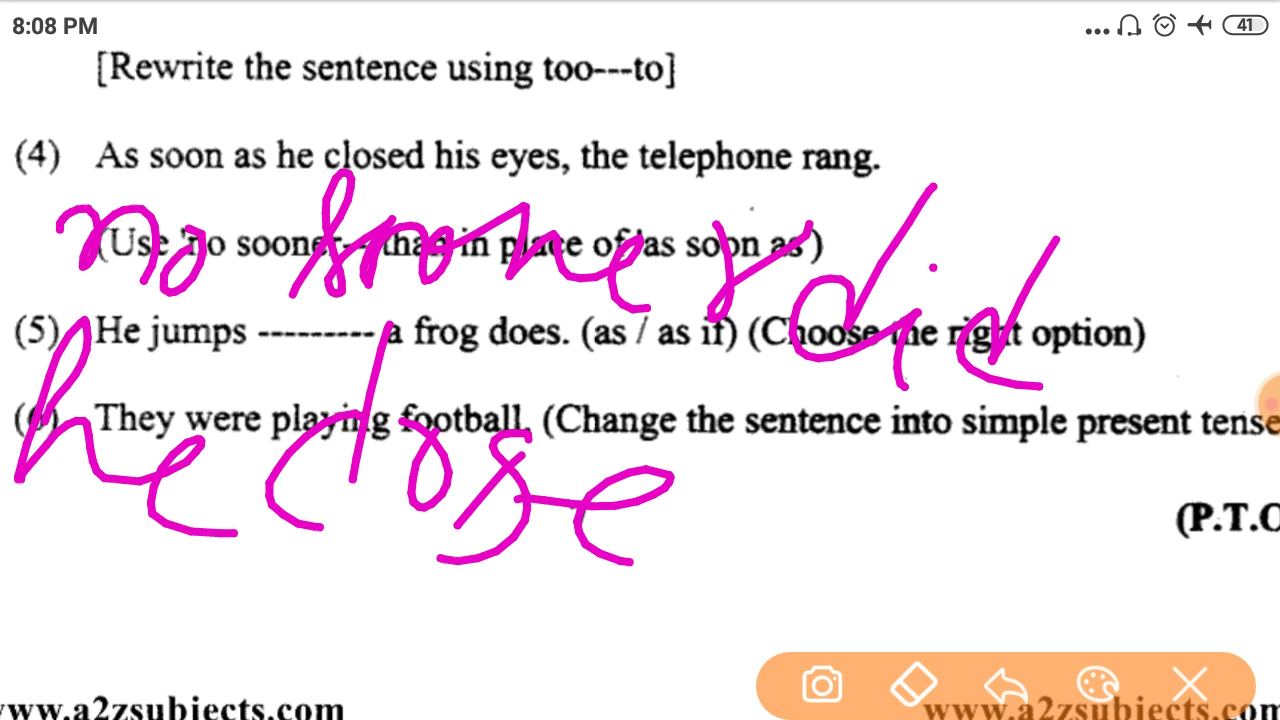 8:08 PM
41
[Rewrite the sentence using too---to]
(4) As soon as he closed his eyes, the telephone rang.
(Use 'no sooner---than in place of 'as soon as')
no sooner did
(5) He jumps --------- a frog does. (as / as if) (Choose the right option)
(6) They were playing football. (Change the sentence into simple present tense
he close
(P.T.O
www.a2zsubjects.com
www.a2zsubjects.com